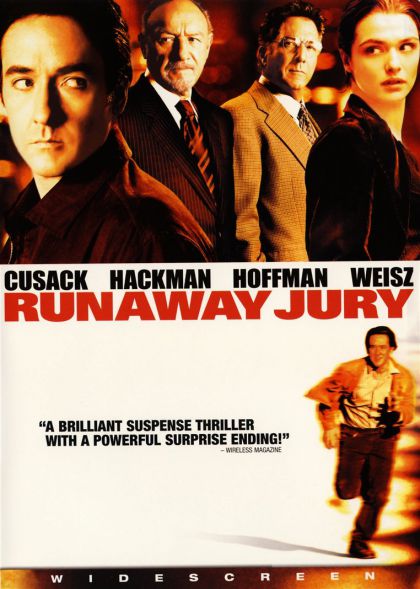 CUSACK HACKMAN HOFFMAN WEISZ
RUNAWAY JURY
“A BRILLIANT SUSPENSE THRILLER
WITH A POWERFUL SURPRISE ENDING!”
– WIRELESS MAGAZINE
WIDESCREEN